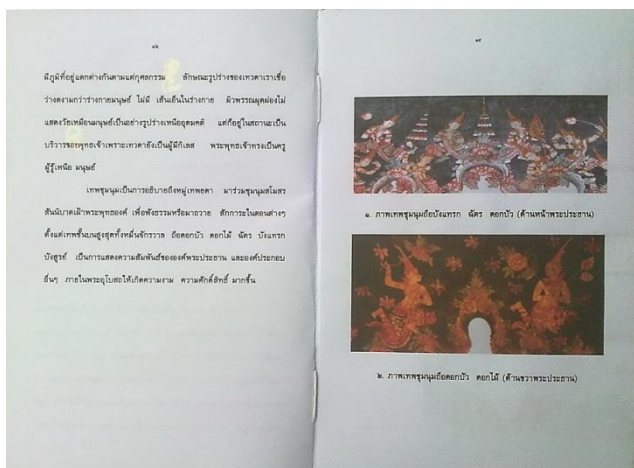 ๑๖
มีภูมิที่อยู่แตกต่างกันตามแต่กุศลกรรม ลักษณะรูปร่างของเทวดาเราเชื่อ
ว่างดงามกว่าร่างกายมนุษย์ ไม่มี เส้นเอ็นในร่างกาย ผิวพรรณผุดผ่องไม่
แสดงวัยเหมือนมนุษย์เป็นอย่างรูปร่างเหนืออุดมคติ แต่ก็อยู่ในสถานะเป็น
บริวารของพุทธเจ้าเพราะเทวดายังเป็นผู้มีกิเลส พระพุทธเจ้าทรงเป็นครู
ผู้รู้เหนือ มนุษย์
เทพชุมนุมเป็นการอธิบายถึงหมู่เทพยดา มาร่วมชุมนุมสโมสร
สันนิบาตเฝ้าพระพุทธองค์ เพื่อฟังธรรมหรือมาถวาย สักการะในตอนต่างๆ
ตั้งแต่เทพชั้นบนสูงสุดทั้งหมื่นจักรวาล ถือดอกบัว ดอกไม้ ฉัตร บังแทรก
บังสูรย์ เป็นการแสดงความสัมพันธ์ขององค์พระประธาน และองค์ประกอบ
อื่นๆ ภายในพระอุโบสถให้เกิดความงาม ความศักดิ์สิทธิ์ มากขึ้น
๑. ภาพเทพชุมนุมถือบังแทรก ฉัตร ดอกบัว (ด้านหน้าพระประธาน)
๒. ภาพเทพชุมนุมถือดอกบัว ดอกไม้ (ด้านขวาพระประธาน)